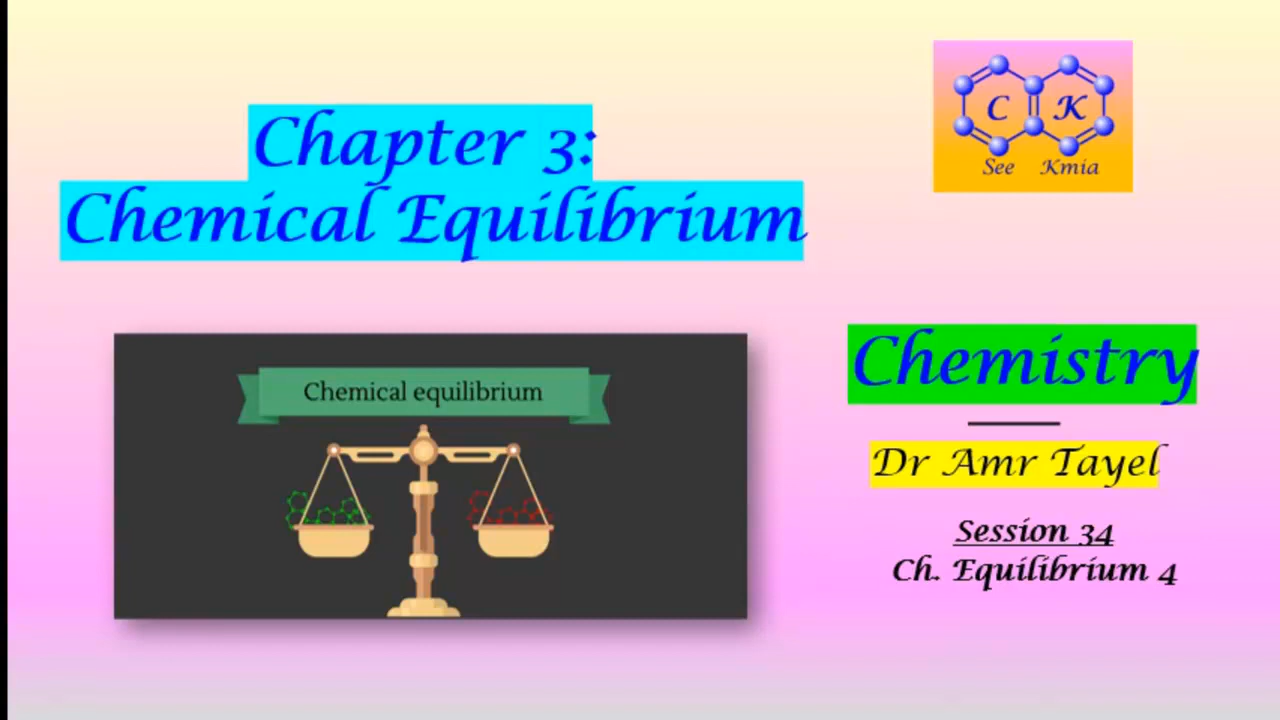 Chapter 3:
Chemical Equilibrium
C K
See Kmia
Chemical equilibrium
Chemistry
Dr Amr Tayel
Session 34
Ch. Equilibrium 4